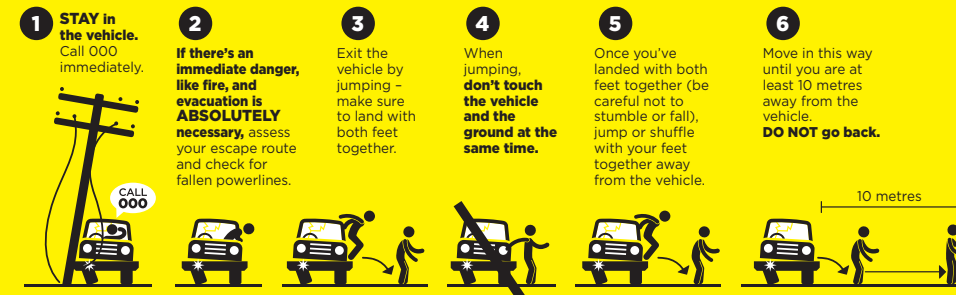 1
STAY in
the vehicle.
Call 000
immediately.
CALL
000
2
If there's an
immediate danger,
like fire, and
evacuation is
ABSOLUTELY
necessary, assess
your escape route
and check for
fallen powerlines.
3
Exit the
vehicle by
jumping –
make sure
to land with
both feet
together.
4
When
jumping,
don't touch
the vehicle
and the
ground at the
same time.
5
Once you've
landed with both
feet together (be
careful not to
stumble or fall),
jump or shuffle
with your feet
together away
from the vehicle.
6
Move in this way
until you are at
least 10 metres
away from the
vehicle.
DO NOT go back.
10 metres